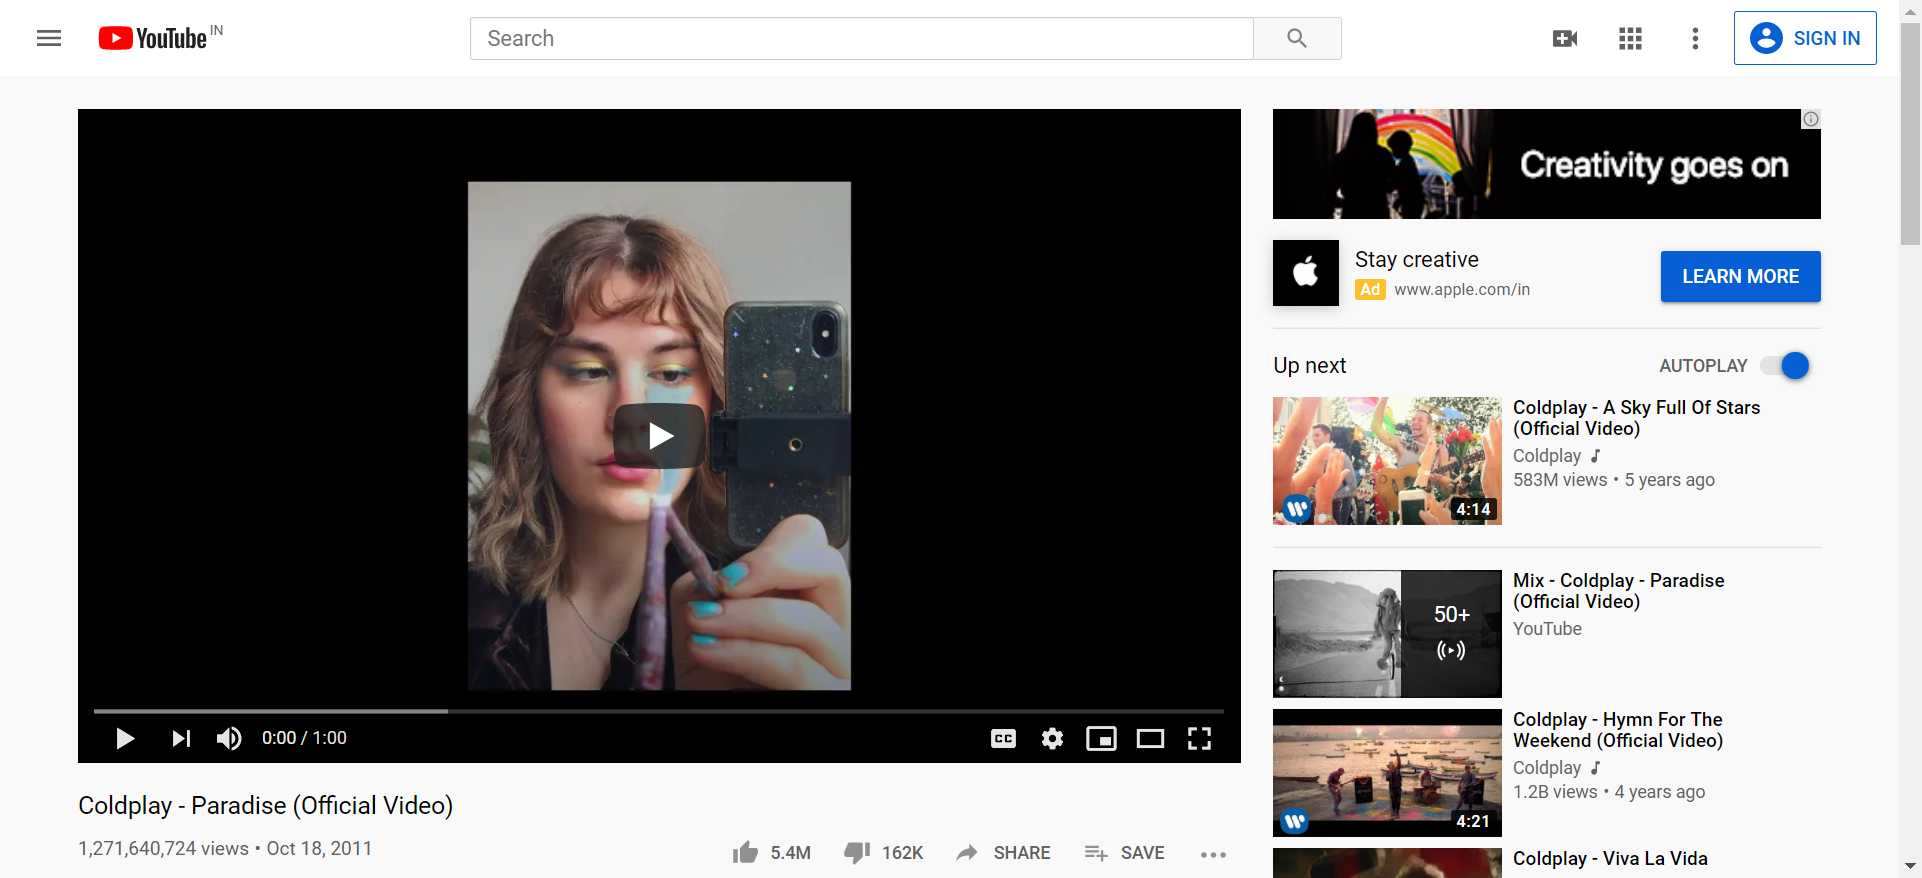 YouTube IN
Search
SIGN IN
Creativity goes on
Stay creative
Ad www.apple.com/in
LEARN MORE
Up next
AUTOPLAY
Coldplay - A Sky Full Of Stars
(Official Video)
Coldplay
583M views • 5 years ago
4:14
Mix - Coldplay - Paradise
(Official Video)
YouTube
50+
Coldplay - Hymn For The
Weekend (Official Video)
Coldplay
1.2B views • 4 years ago
4:21
Coldplay - Viva La Vida
0:00 / 1:00
CC
Coldplay - Paradise (Official Video)
1,271,640,724 views • Oct 18, 2011
5.4M
162K
SHARE
SAVE